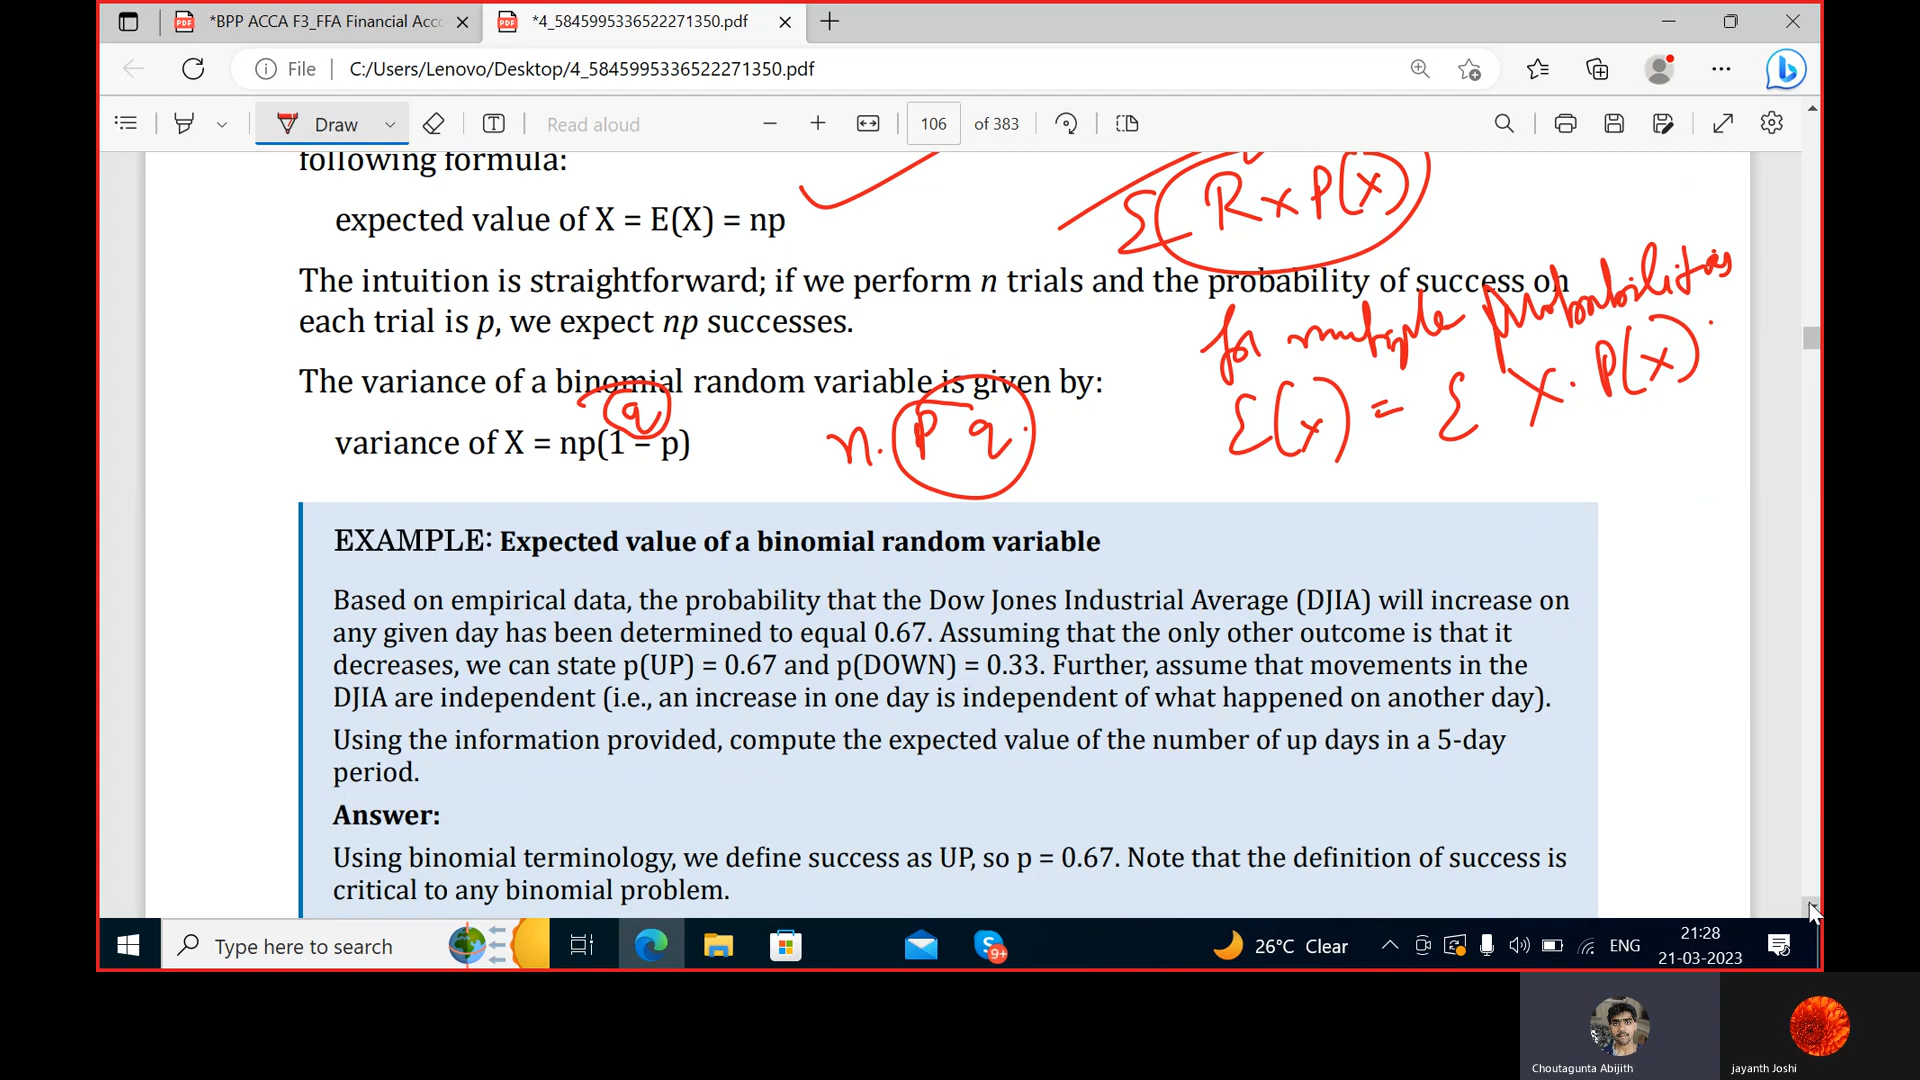 *BPP ACCA F3_FFA Financial Acc
*4_5845995336522271350.pdf
File
C:/Users/Lenovo/Desktop/4_5845995336522271350.pdf
Draw
Read aloud
106
of 383
following formula:
Σ R x P(x)
expected value of X = E(X) = np
The intuition is straightforward; if we perform n trials and the probability of success on
each trial is p, we expect np successes.
for multiple probabilities
Σ(x) = Σ X. P(x)
The variance of a binomial random variable is given by:
q
variance of X = np(1 − p)
n. p q.
EXAMPLE: Expected value of a binomial random variable
Based on empirical data, the probability that the Dow Jones Industrial Average (DJIA) will increase on
any given day has been determined to equal 0.67. Assuming that the only other outcome is that it
decreases, we can state p(UP) = 0.67 and p(DOWN) = 0.33. Further, assume that movements in the
DJIA are independent (i.e., an increase in one day is independent of what happened on another day).
Using the information provided, compute the expected value of the number of up days in a 5-day
period.
Answer:
Using binomial terminology, we define success as UP, so p = 0.67. Note that the definition of success is
critical to any binomial problem.
Type here to search
9+
26°C Clear
ENG
21:28
21-03-2023
Choutagunta Abijith
jayanth Joshi